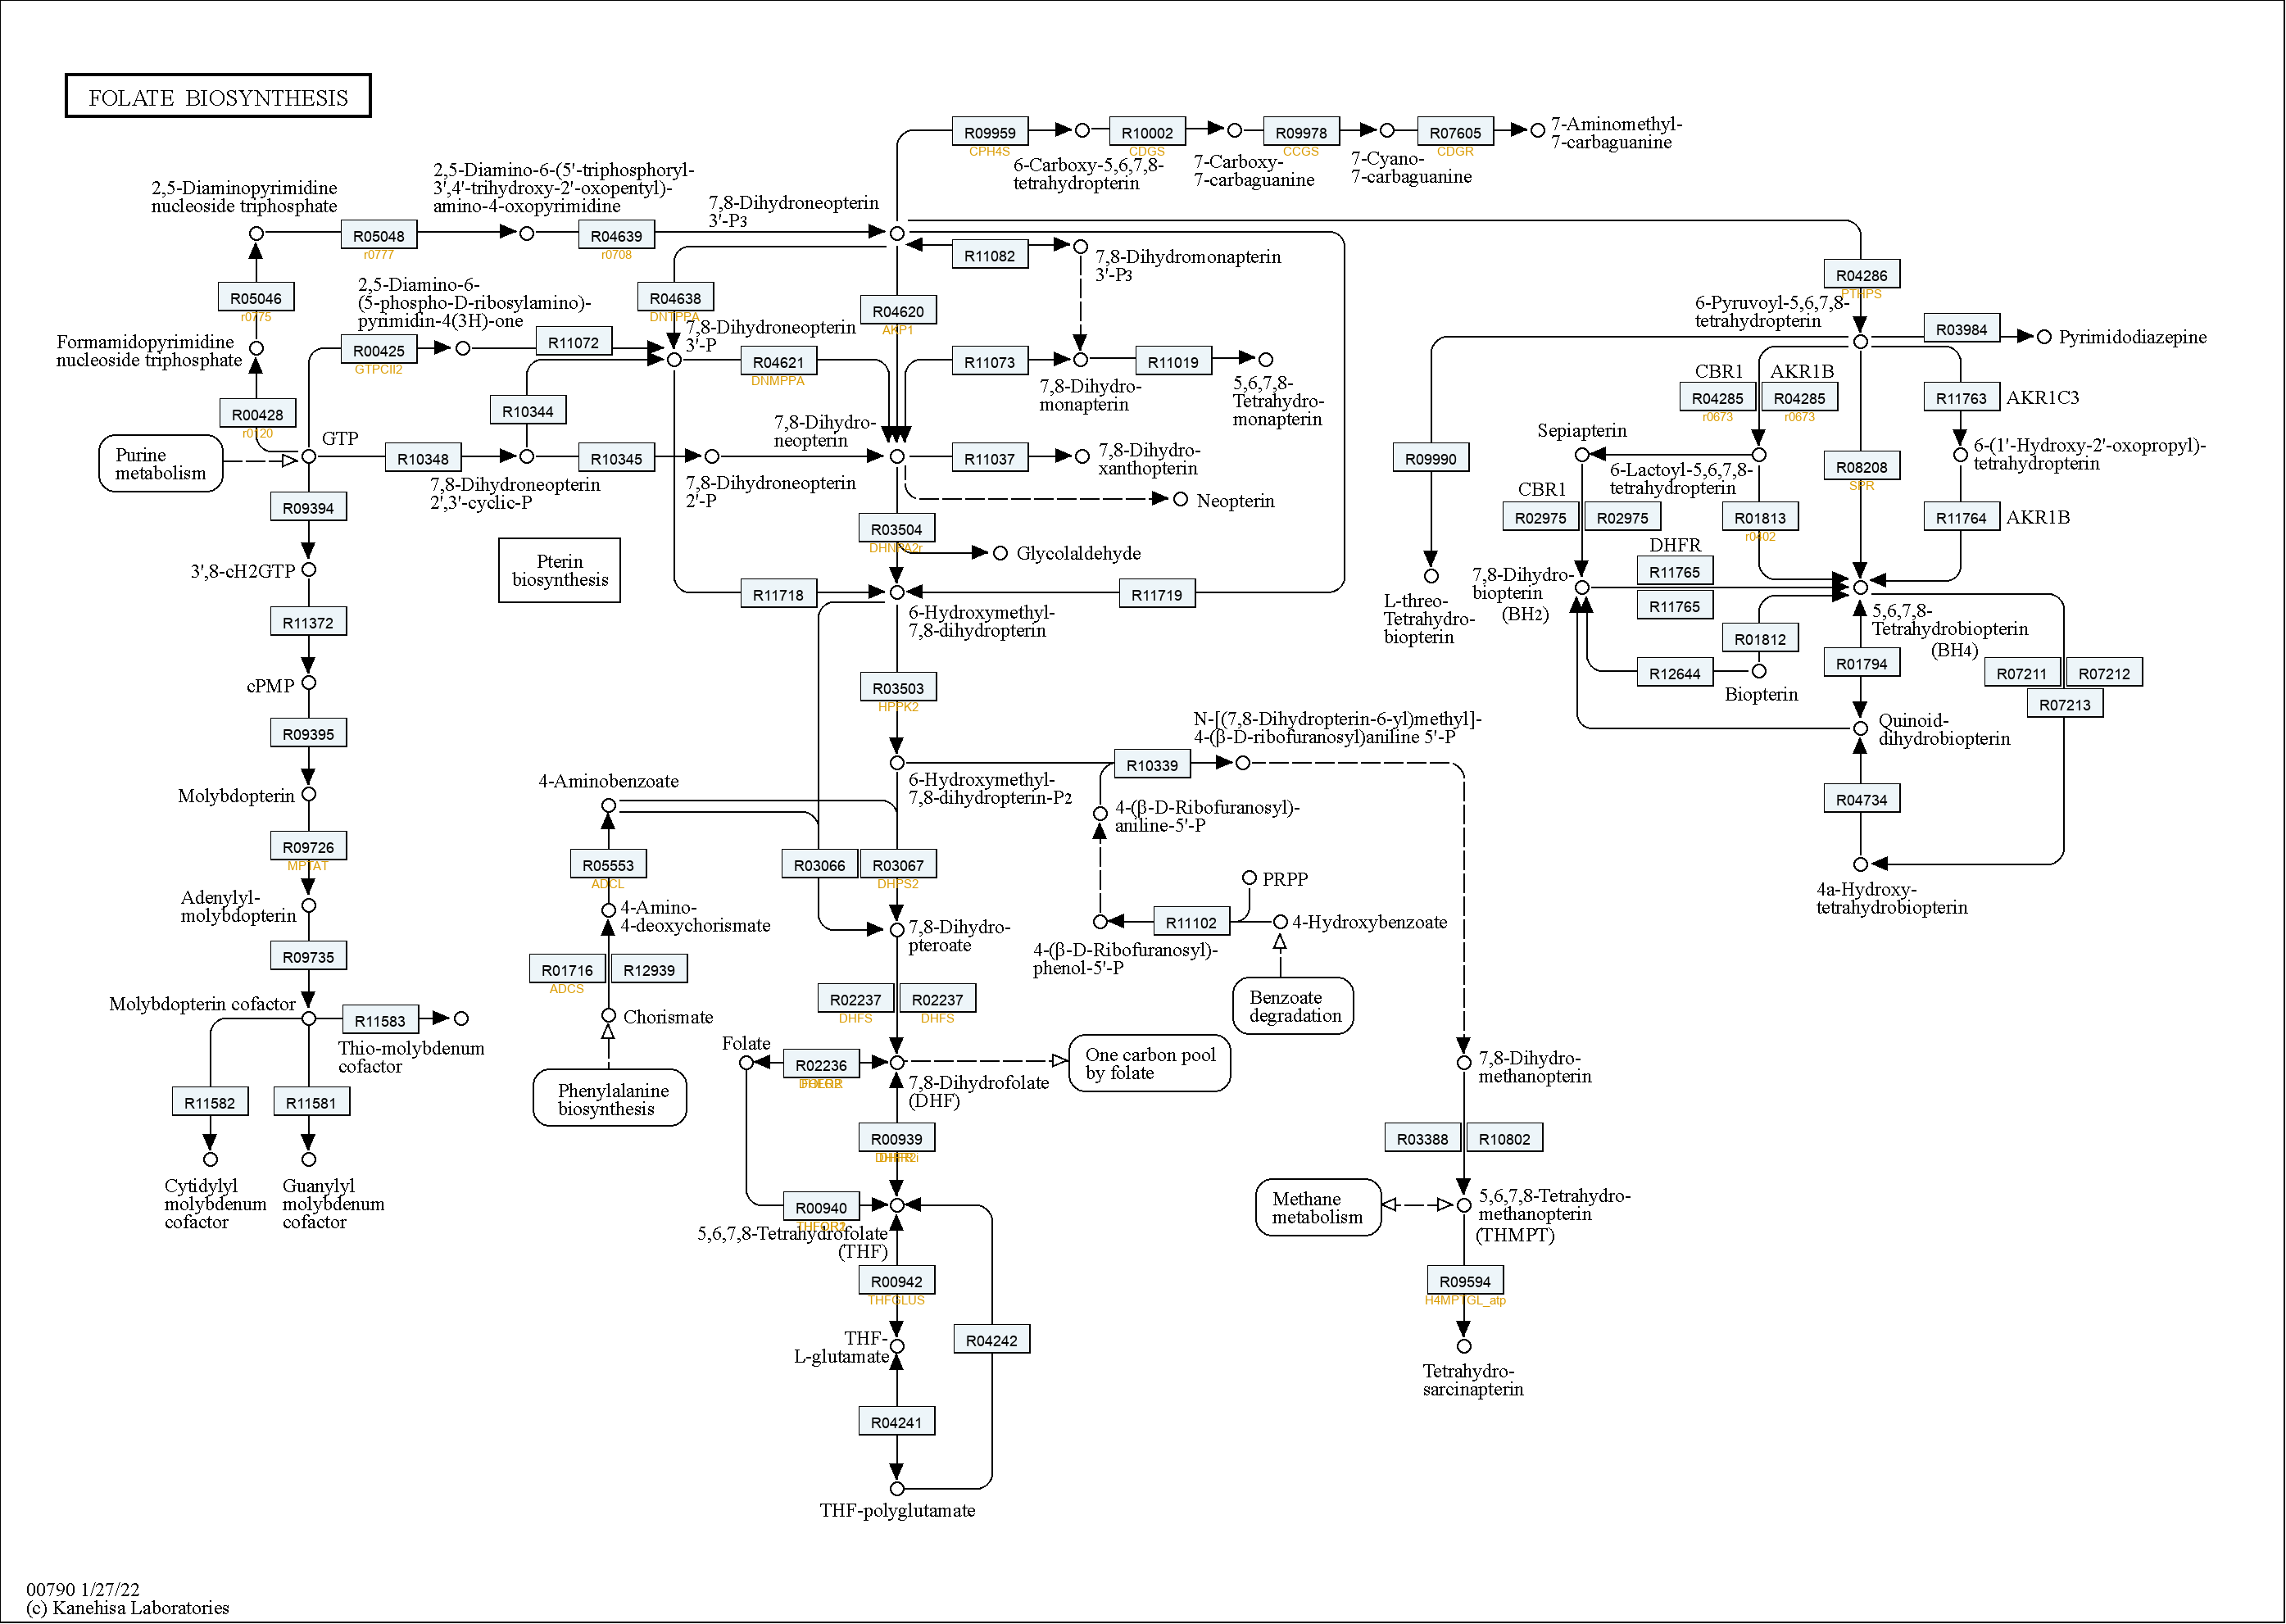 FOLATE BIOSYNTHESIS
R09959
CPH4S
R10002
CDGS
R09978
CCGS
R07605
CDGR
7-Aminomethyl-
7-carbaguanine
6-Carboxy-5,6,7,8-
tetrahydropterin
7-Carboxy-
7-carbaguanine
7-Cyano-
7-carbaguanine
2,5-Diaminopyrimidine
nucleoside triphosphate
2,5-Diamino-6-(5'-triphosphoryl-
3',4'-trihydroxy-2'-oxopentyl)-
amino-4-oxopyrimidine
7,8-Dihydroneopterin
3'-P3
R05048
r0777
R04639
r0708
R11082
7,8-Dihydromonapterin
3'-P3
R04286
PTHPS
R05046
r0775
2,5-Diamino-6-
(5-phospho-D-ribosylamino)-
pyrimidin-4(3H)-one
R04638
DNTPPA
R04620
AKP1
6-Pyruvoyl-5,6,7,8-
tetrahydropterin
R03984
Pyrimidodiazepine
Formamidopyrimidine
nucleoside triphosphate
R00425
GTPCII2
R11072
7,8-Dihydroneopterin
3'-P
R04621
DNMPPA
R11073
R11019
7,8-Dihydro-
monapterin
5,6,7,8-
Tetrahydro-
monapterin
CBR1
AKR1B
R04285
r0673
R04285
r0673
R11763
AKR1C3
R00428
r0120
R10344
GTP
Purine
metabolism
R10348
R10345
7,8-Dihydro-
neopterin
R11037
7,8-Dihydro-
xanthopterin
R09990
Sepiapterin
6-Lactoyl-5,6,7,8-
tetrahydropterin
R08208
SPR
6-(1'-Hydroxy-2'-oxopropyl)-
tetrahydropterin
7,8-Dihydroneopterin
2',3'-cyclic-P
7,8-Dihydroneopterin
2'-P
Neopterin
R09394
CBR1
R02975
R02975
R01813
r0402
R11764
AKR1B
R03504
DHNPA2r
Glycolaldehyde
Pterin
biosynthesis
3',8-cH2GTP
DHFR
R11765
R11765
7,8-Dihydro-
biopterin
(BH2)
L-threo-
Tetrahydro-
biopterin
R11718
R11719
R11372
6-Hydroxymethyl-
7,8-dihydropterin
5,6,7,8-
Tetrahydrobiopterin
(BH4)
R01812
R12644
Biopterin
R01794
R07211
R07212
R07213
cPMP
R03503
HPPK2
R09395
N-[(7,8-Dihydropterin-6-yl)methyl]-
4-(β-D-ribofuranosyl)aniline 5'-P
Quinoid-
dihydrobiopterin
R10339
6-Hydroxymethyl-
7,8-dihydropterin-P2
4-Aminobenzoate
Molybdopterin
4-(β-D-Ribofuranosyl)-
aniline-5'-P
R04734
R09726
MPTAT
R05553
ADCL
R03066
R03067
DHPS2
PRPP
4a-Hydroxy-
tetrahydrobiopterin
Adenylyl-
molybdopterin
4-Amino-
4-deoxychorismate
7,8-Dihydro-
pteroate
R11102
4-Hydroxybenzoate
4-(β-D-Ribofuranosyl)-
phenol-5'-P
R09735
R01716
ADCS
R12939
Benzoate
degradation
R02237
DHFS
R02237
DHFS
Molybdopterin cofactor
R11583
Thio-molybdenum
cofactor
Chorismate
Folate
R02236
7,8-Dihydrofolate
(DHF)
One carbon pool
by folate
7,8-Dihydro-
methanopterin
Phenylalanine
biosynthesis
R11582
R11581
R00939
R03388
R10802
Cytidylyl
molybdenum
cofactor
Guanylyl
molybdenum
cofactor
R00940
5,6,7,8-Tetrahydrofolate
(THF)
Methane
metabolism
5,6,7,8-Tetrahydro-
methanopterin
(THMPT)
R00942
THFGLUS
R09594
H4MPTGL_atp
THF-
L-glutamate
R04242
Tetrahydro-
sarcinapterin
R04241
THF-polyglutamate
00790 1/27/22
(c) Kanehisa Laboratories